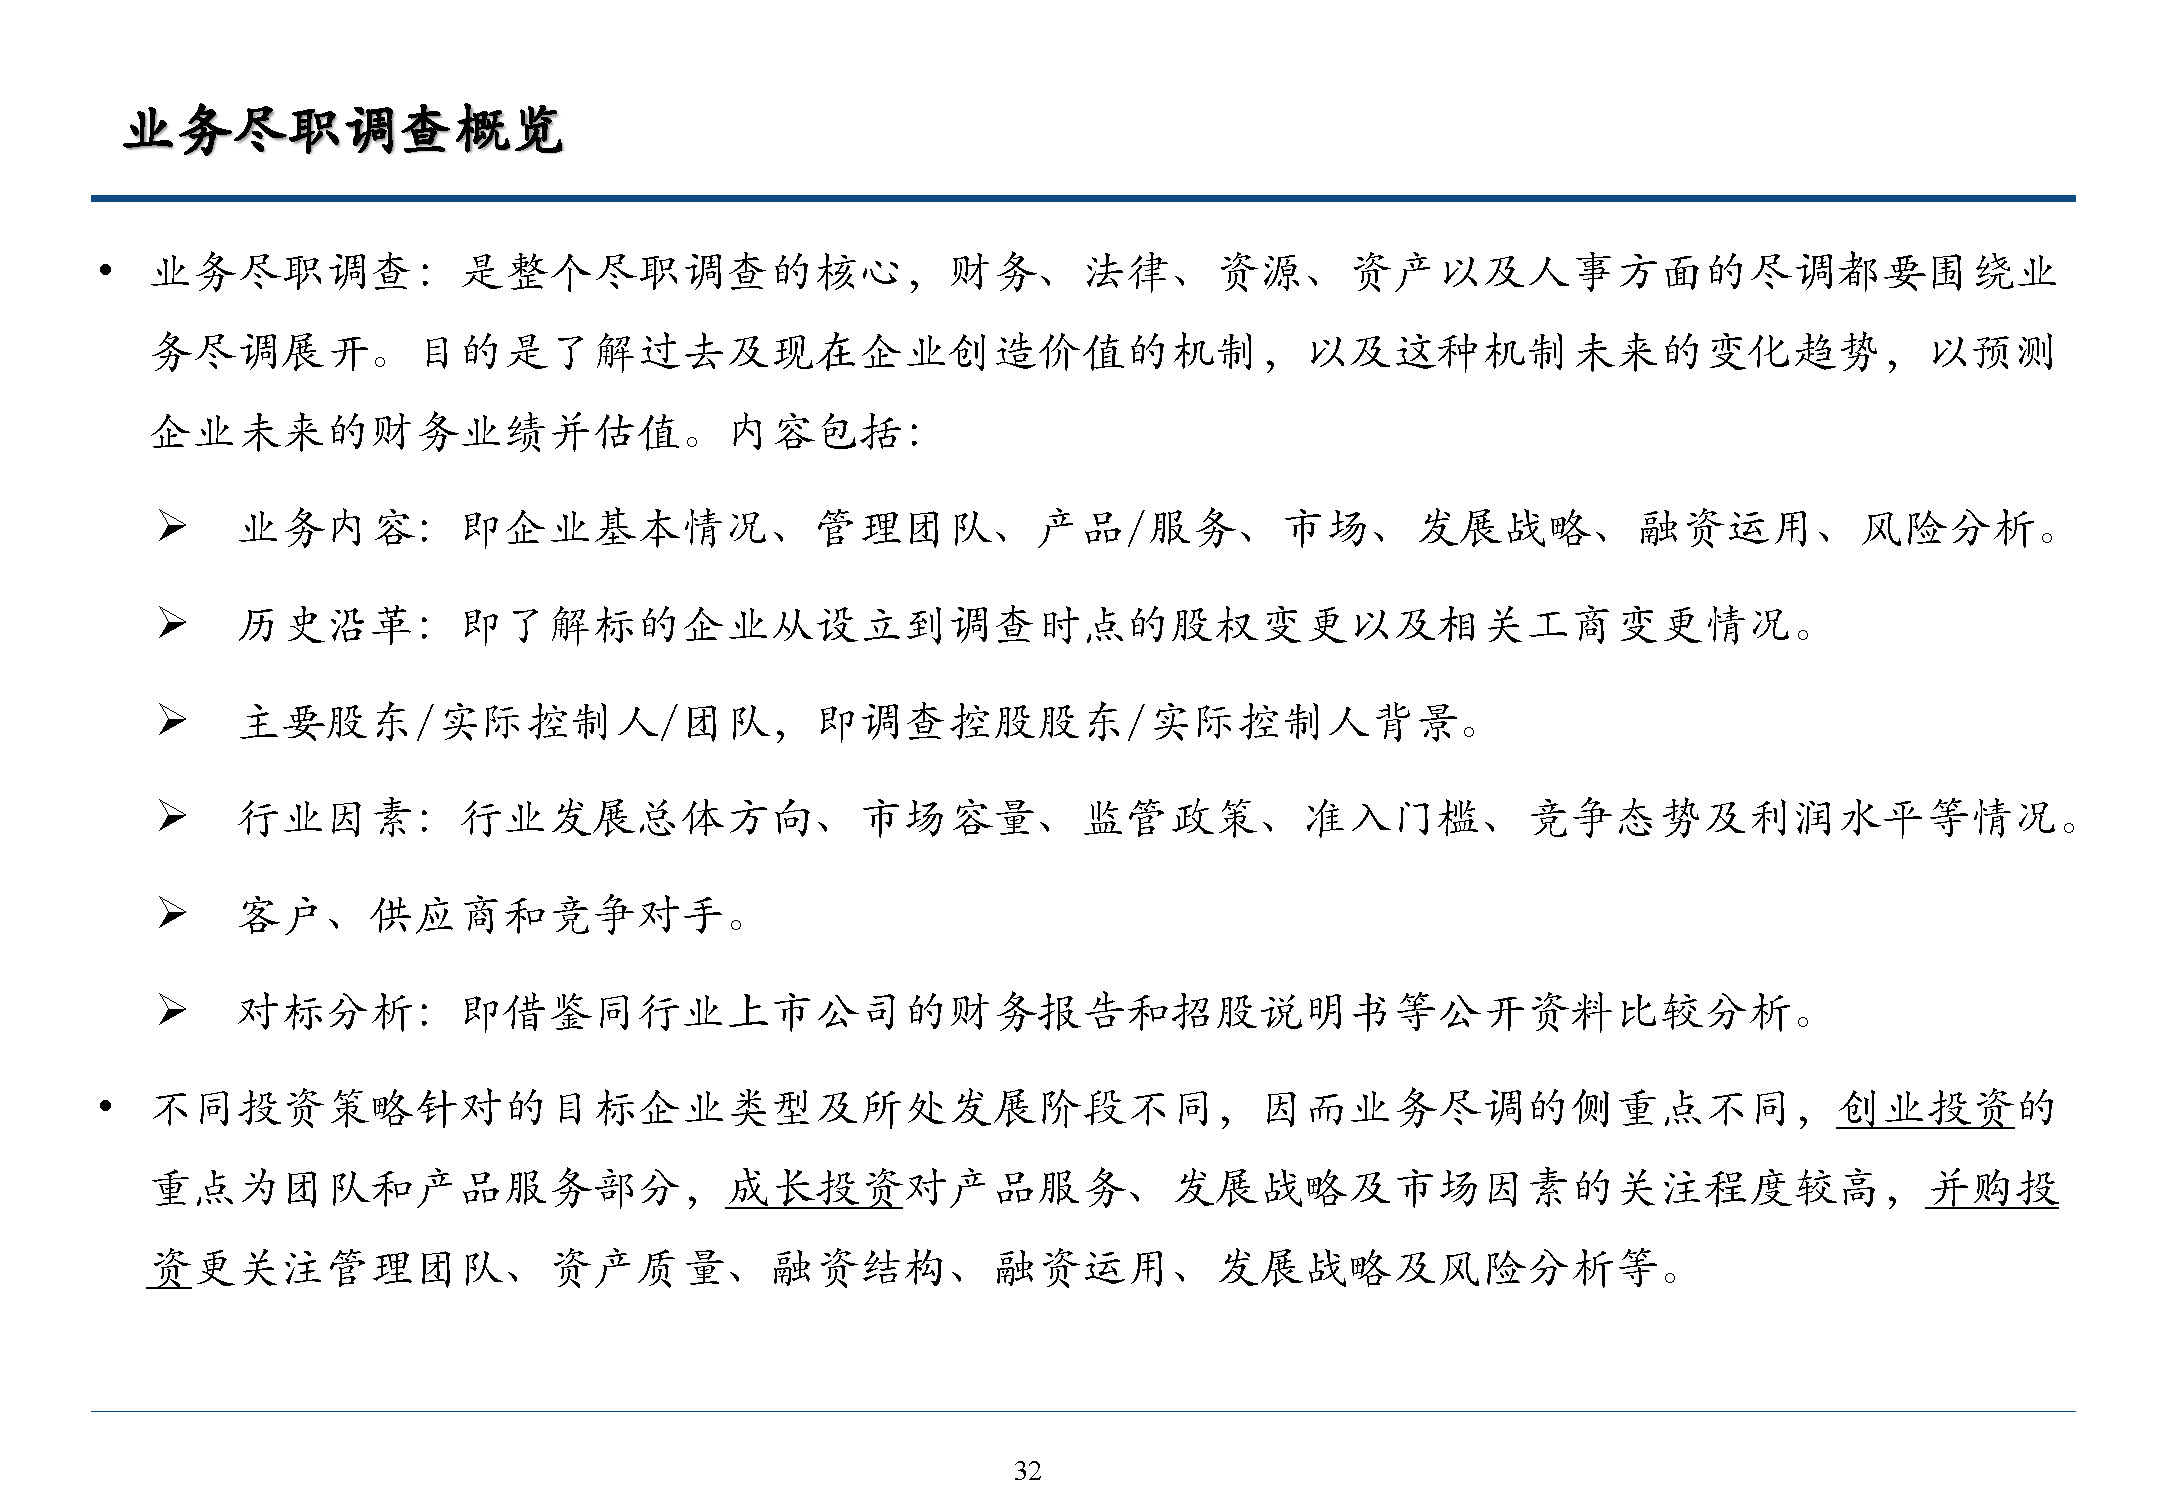 业务尽职调查概览
• 业务尽职调查：是整个尽职调查的核心，财务、法律、资源、资产以及人事方面的尽调都要围绕业
务尽调展开。目的是了解过去及现在企业创造价值的机制，以及这种机制未来的变化趋势，以预测
企业未来的财务业绩并估值。内容包括：
➢ 业务内容：即企业基本情况、管理团队、产品/服务、市场、发展战略、融资运用、风险分析。
➢ 历史沿革：即了解标的企业从设立到调查时点的股权变更以及相关工商变更情况。
➢ 主要股东/实际控制人/团队，即调查控股股东/实际控制人背景。
➢ 行业因素：行业发展总体方向、市场容量、监管政策、准入门槛、竞争态势及利润水平等情况。
➢ 客户、供应商和竞争对手。
➢ 对标分析：即借鉴同行业上市公司的财务报告和招股说明书等公开资料比较分析。
• 不同投资策略针对的目标企业类型及所处发展阶段不同，因而业务尽调的侧重点不同，创业投资的
重点为团队和产品服务部分，成长投资对产品服务、发展战略及市场因素的关注程度较高，并购投
资更关注管理团队、资产质量、融资结构、融资运用、发展战略及风险分析等。
32